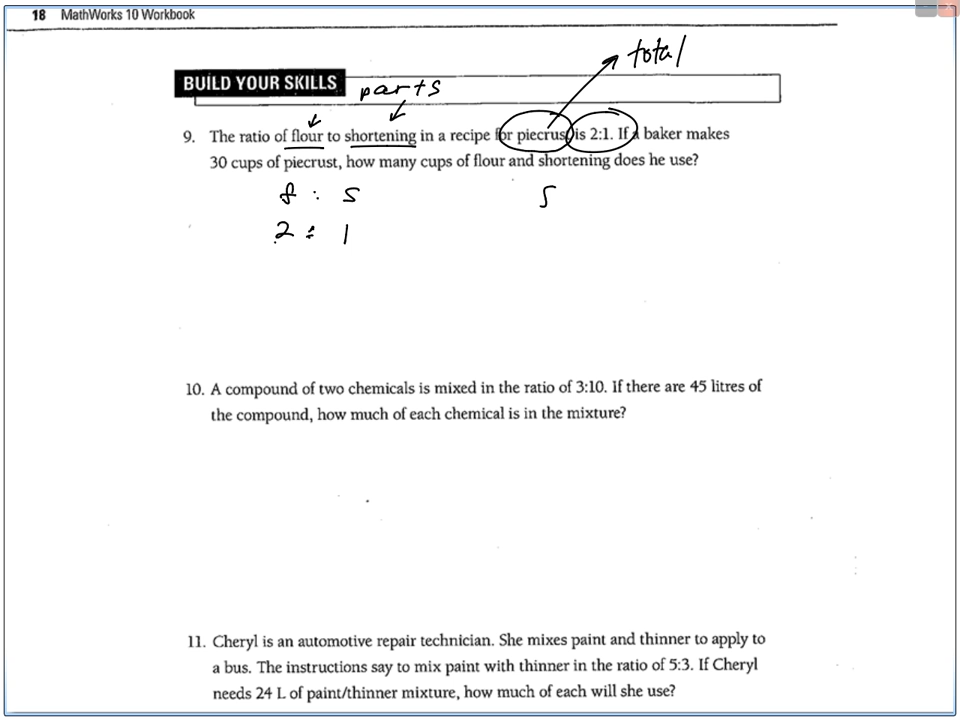 18 MathWorks 10 Workbook
total
BUILD YOUR SKILLS
parts
9. The ratio of flour to shortening in a recipe for piecrust is 2:1. If a baker makes
30 cups of piecrust, how many cups of flour and shortening does he use?
f : s
2 : 1
10. A compound of two chemicals is mixed in the ratio of 3:10. If there are 45 litres of
the compound, how much of each chemical is in the mixture?
11. Cheryl is an automotive repair technician. She mixes paint and thinner to apply to
a bus. The instructions say to mix paint with thinner in the ratio of 5:3. If Cheryl
needs 24 L of paint/thinner mixture, how much of each will she use?